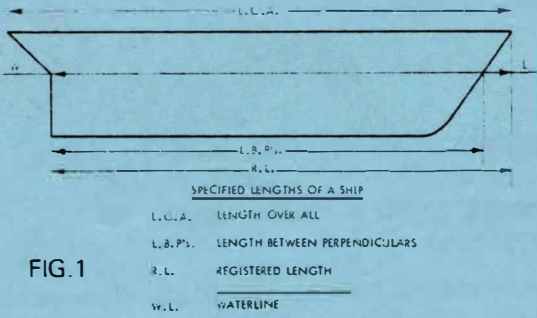 L.O.A.
W L
L.B.P's.
R.L.
SPECIFIED LENGTHS OF A SHIP
L.O.A. LENGTH OVER ALL
L.B.P's. LENGTH BETWEEN PERPENDICULARS
R.L. REGISTERED LENGTH
FIG.1
W.L. WATERLINE